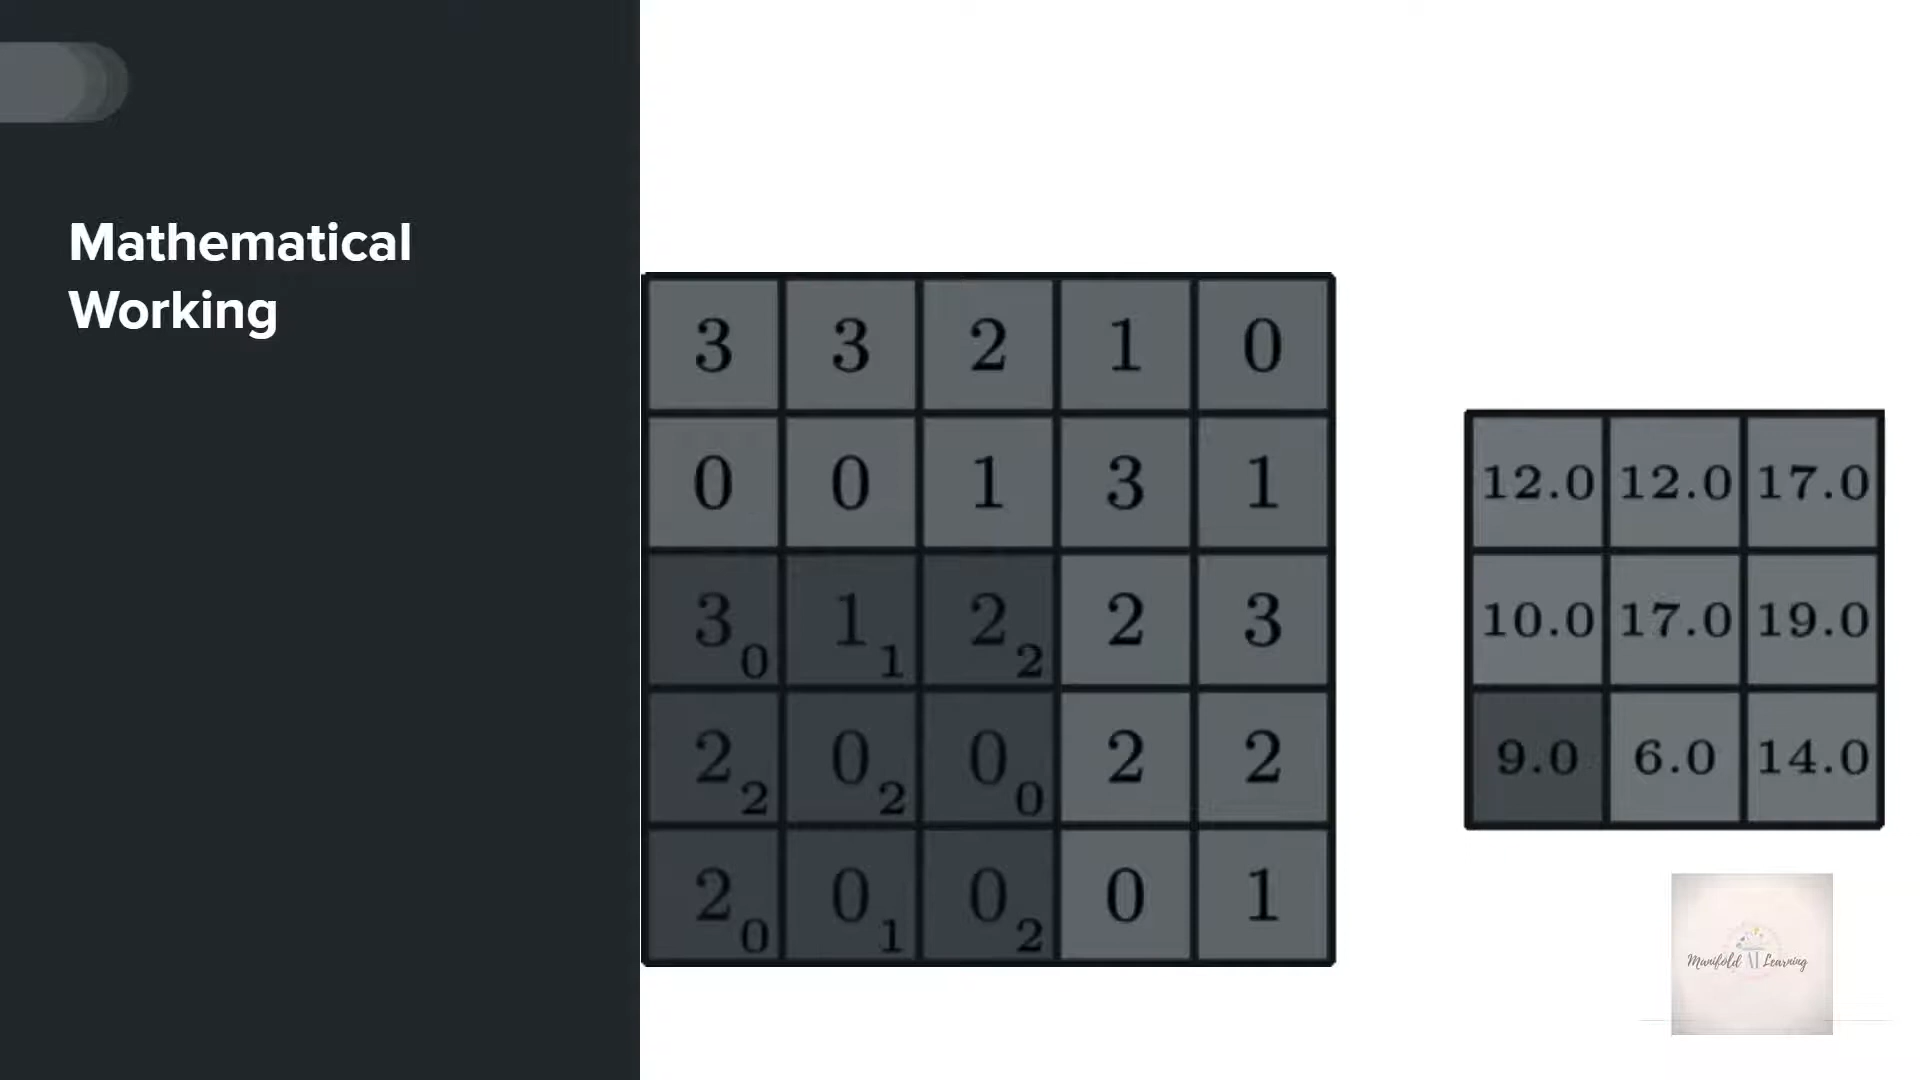 Mathematical
Working
3 3 2 1 0
0 0 1 3 1
3 0 1 1 2 2 2 3
2 2 0 2 0 0 2 2
2 0 0 1 0 2 0 1
12.0 12.0 17.0
10.0 17.0 19.0
9.0 6.0 14.0
Manifold AI Learning